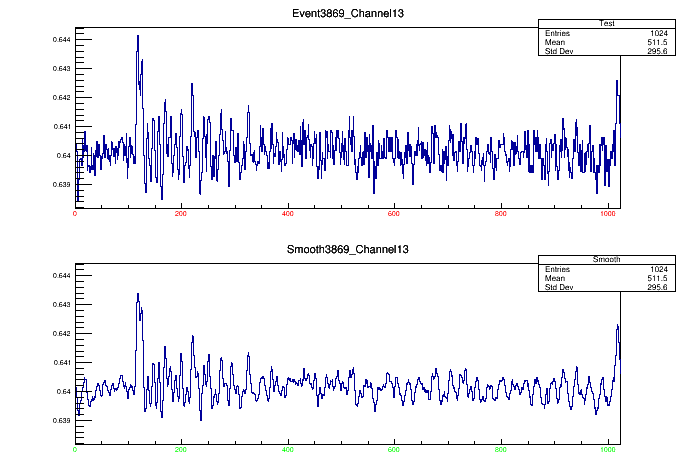 Event3869_Channel13
Test
Entries 1024
Mean 511.5
Std Dev 295.6
0.644
0.643
0.642
0.641
0.64
0.639
0 200 400 600 800 1000
Smooth3869_Channel13
Smooth
Entries 1024
Mean 511.5
Std Dev 295.6
0.644
0.643
0.642
0.641
0.64
0.639
0 200 400 600 800 1000